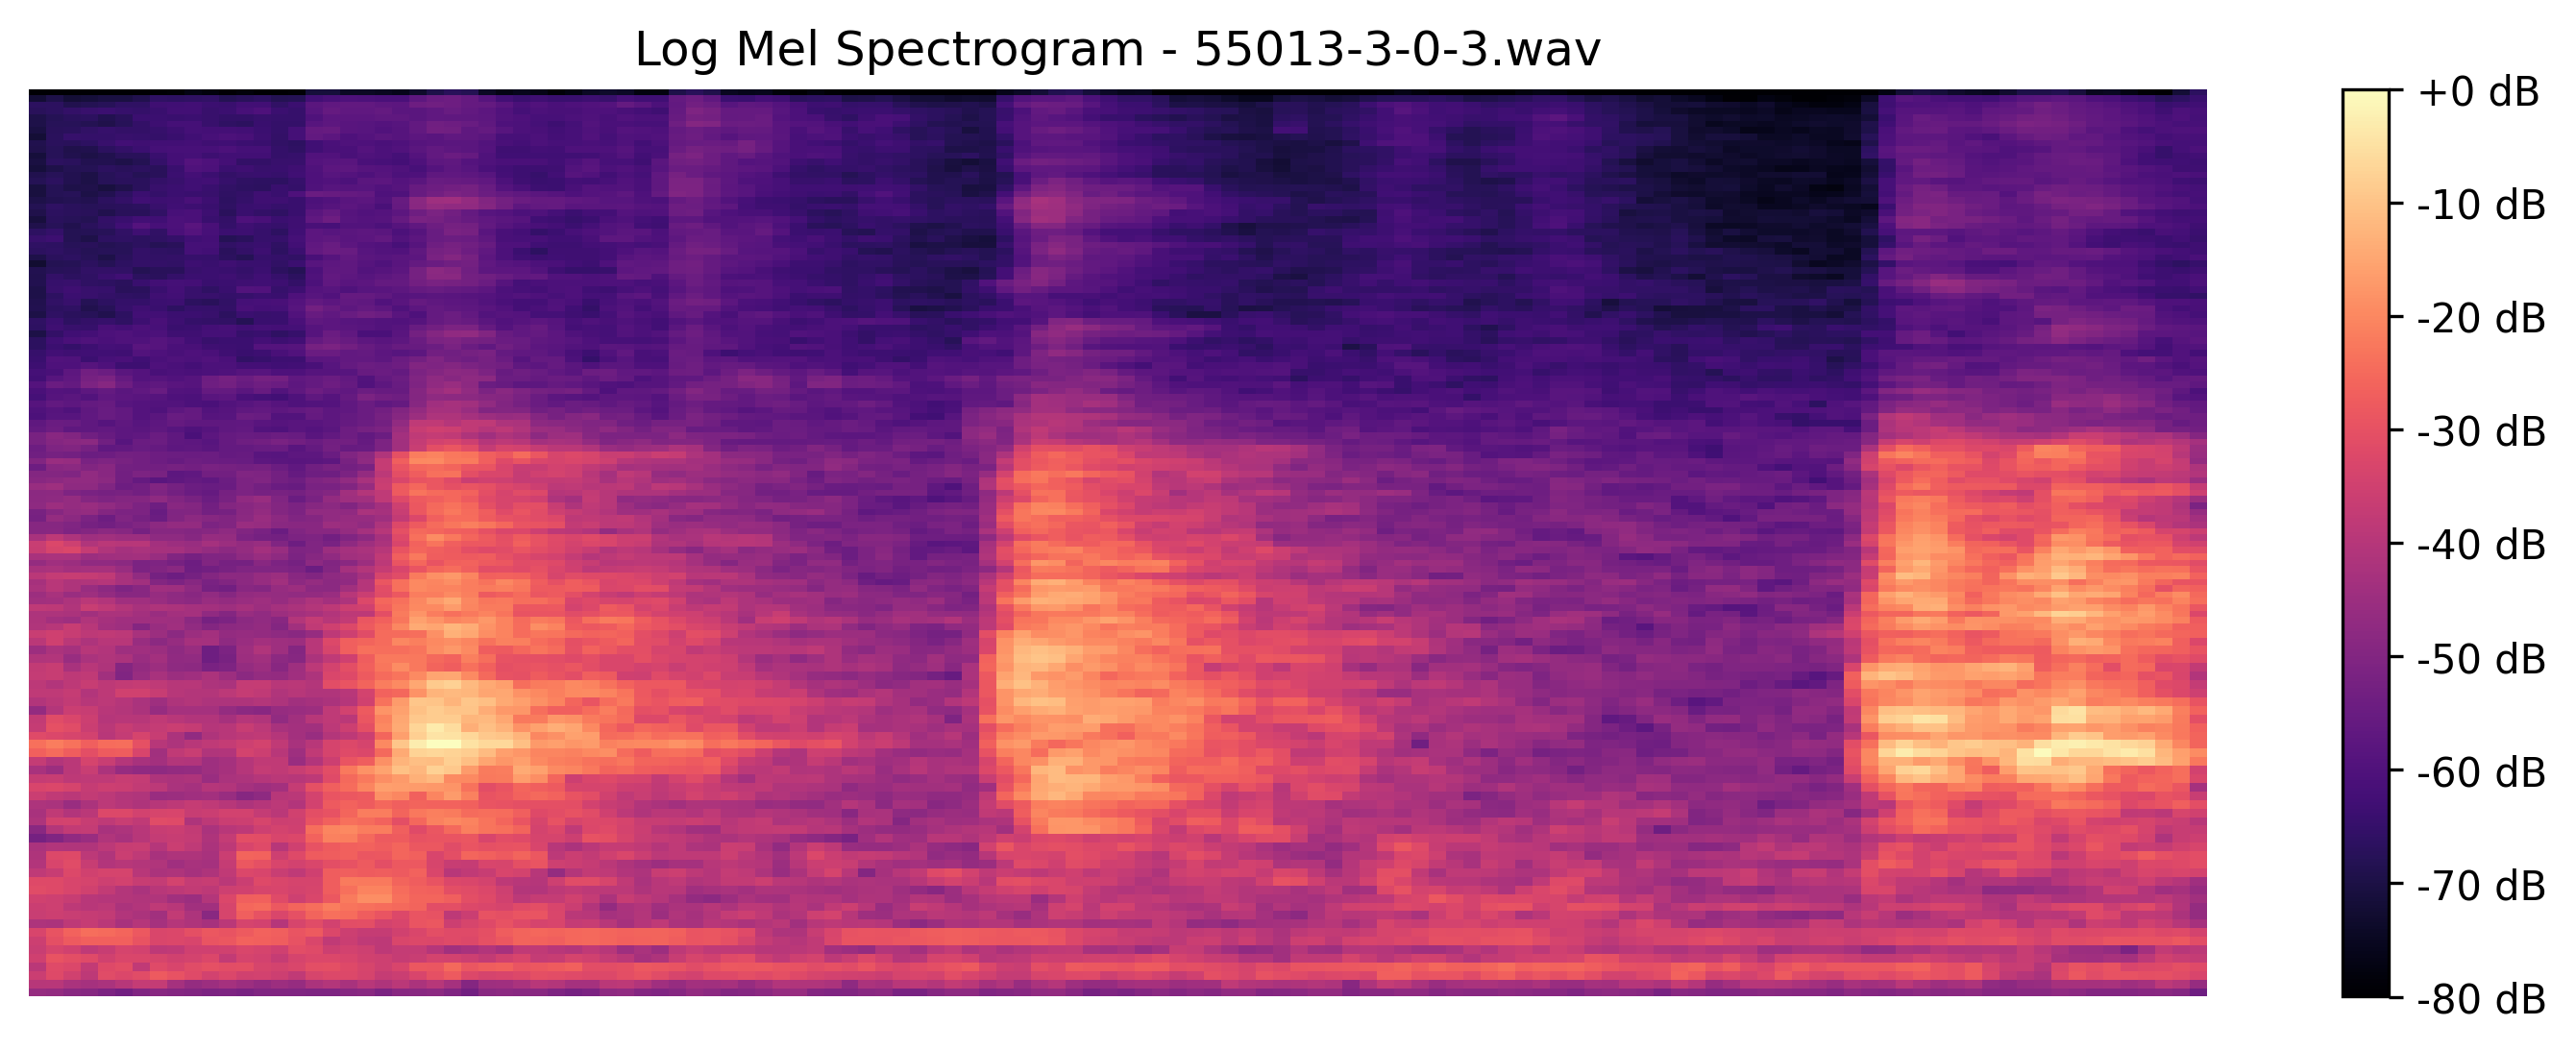 Log Mel Spectrogram - 55013-3-0-3.wav
+0 dB
-10 dB
-20 dB
-30 dB
-40 dB
-50 dB
-60 dB
-70 dB
-80 dB